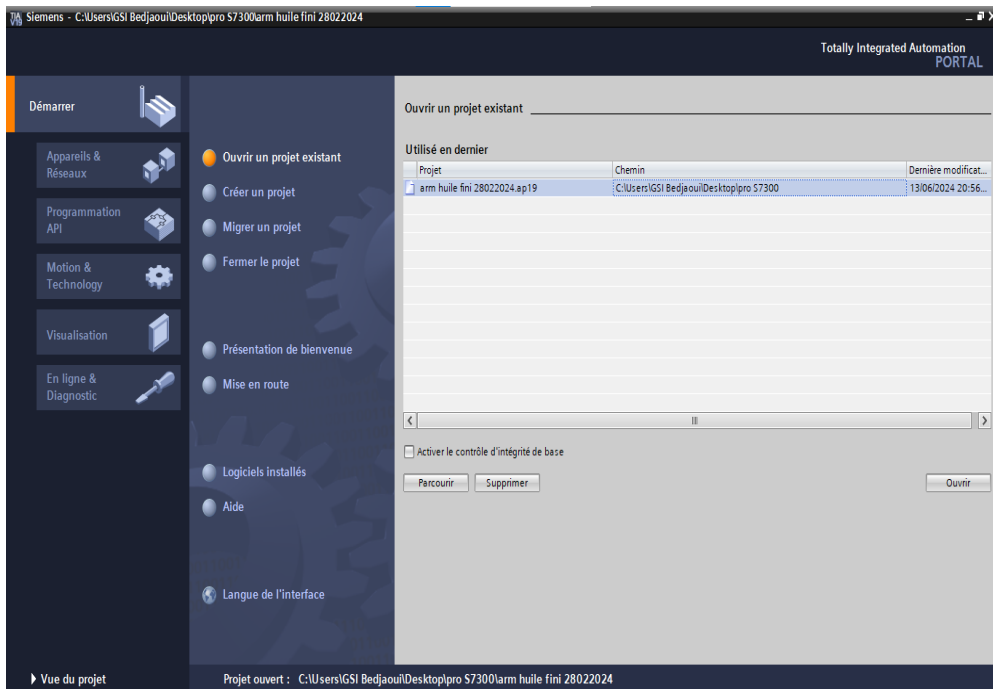 Siemens - C:\Users\GSI Bedjaoui\Desktop\pro S7300\arm huile fini 28022024
Totally Integrated Automation
PORTAL
Démarrer
Appareils &
Réseaux
Programmation
API
Motion &
Technology
Visualisation
En ligne &
Diagnostic
Ouvrir un projet existant
Créer un projet
Migrer un projet
Fermer le projet
Présentation de bienvenue
Mise en route
Logiciels installés
Aide
Langue de l'interface
Ouvrir un projet existant
Utilisé en dernier
Projet Chemin Dernière modificat...
arm huile fini 28022024.ap19 C:\Users\GSI Bedjaoui\Desktop\pro S7300 13/06/2024 20:56...
Activer le contrôle d'intégrité de base
Parcourir Supprimer Ouvrir
Vue du projet Projet ouvert : C:\Users\GSI Bedjaoui\Desktop\pro S7300\arm huile fini 28022024